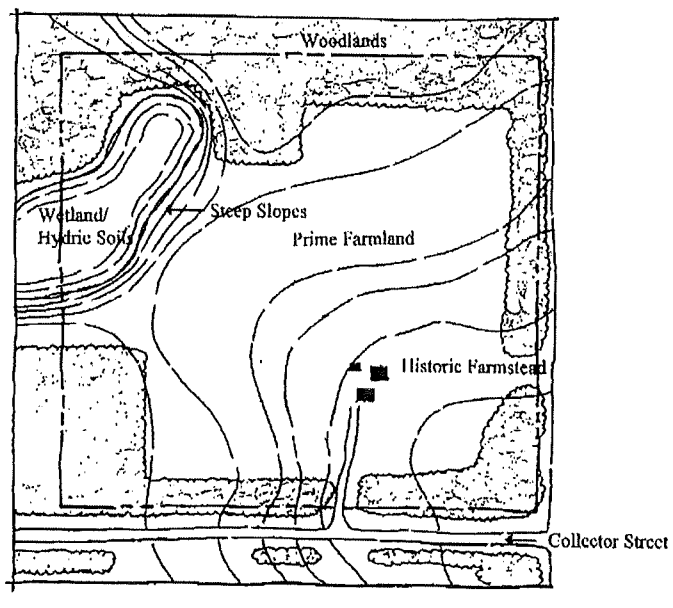 Woodlands
Wetland/
Hydric Soils
Steep Slopes
Prime Farmland
Historic Farmstead
Collector Street